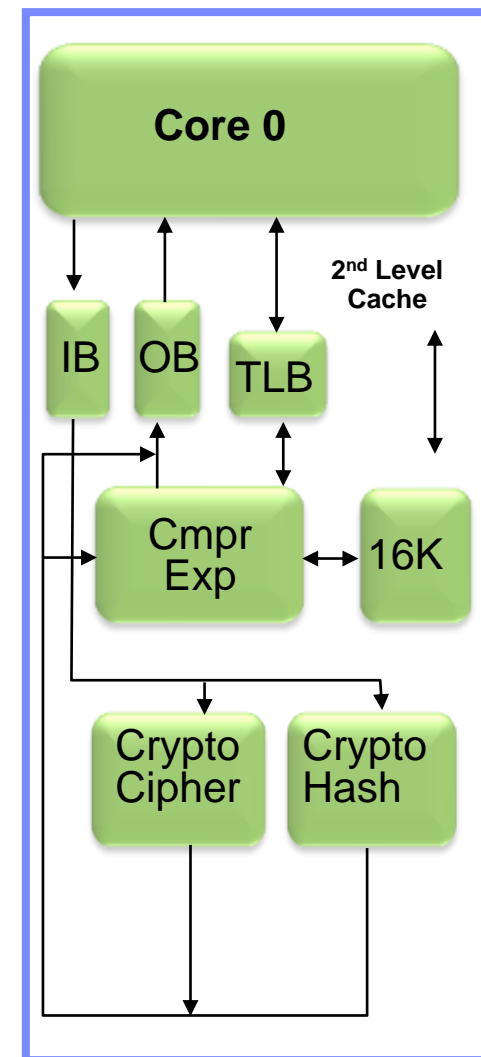 Core 0
2nd Level
Cache
IB
OB
TLB
Cmpr
Exp
16K
Crypto
Cipher
Crypto
Hash